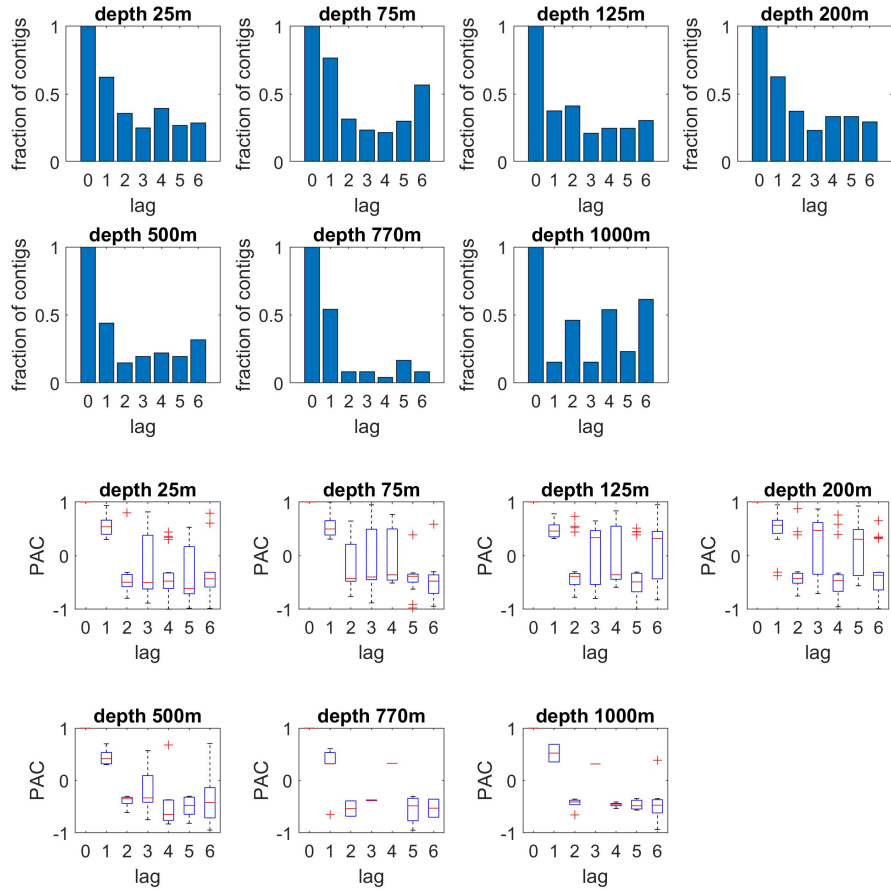 depth 25m depth 75m depth 125m depth 200m
fraction of contigs fraction of contigs fraction of contigs fraction of contigs
1 1 1 1
0.5 0.5 0.5 0.5
0 0 0 0
0 1 2 3 4 5 6 0 1 2 3 4 5 6 0 1 2 3 4 5 6 0 1 2 3 4 5 6
lag lag lag lag
depth 500m depth 770m depth 1000m
fraction of contigs fraction of contigs fraction of contigs
1 1 1
0.5 0.5 0.5
0 0 0
0 1 2 3 4 5 6 0 1 2 3 4 5 6 0 1 2 3 4 5 6
lag lag lag
depth 25m depth 75m depth 125m depth 200m
PAC PAC PAC PAC
1 1 1 1
0 0 0 0
-1 -1 -1 -1
0 1 2 3 4 5 6 0 1 2 3 4 5 6 0 1 2 3 4 5 6 0 1 2 3 4 5 6
lag lag lag lag
depth 500m depth 770m depth 1000m
PAC PAC PAC
1 1 1
0 0 0
-1 -1 -1
0 1 2 3 4 5 6 0 1 2 3 4 5 6 0 1 2 3 4 5 6
lag lag lag